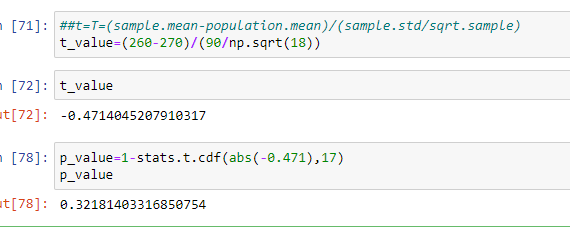 n [71]: ##t=T=(sample.mean-population.mean)/(sample.std/sqrt.sample)
t_value=(260-270)/(90/np.sqrt(18))
n [72]: t_value
ut[72]: -0.4714045207910317
n [78]: p_value=1-stats.t.cdf(abs(-0.471),17)
p_value
ut[78]: 0.32181403316850754